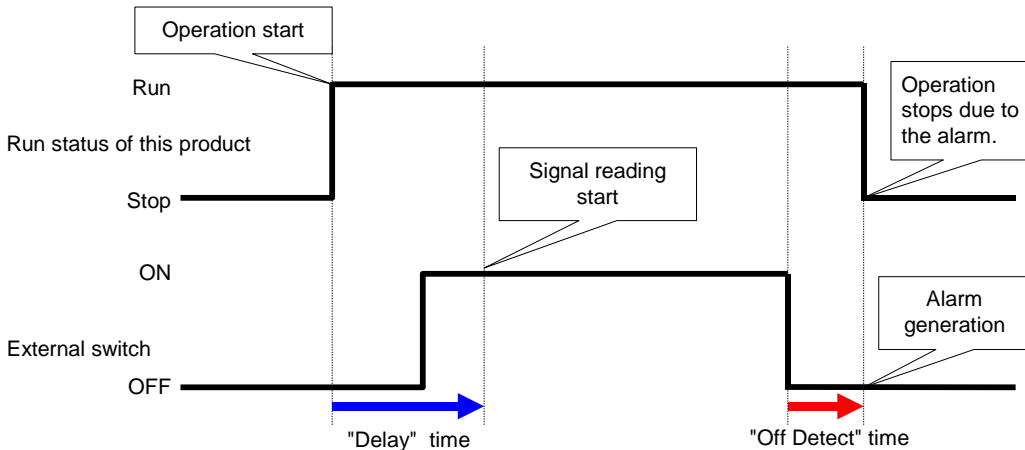 Operation start
Run
Run status of this product
Stop
Operation
stops due to
the alarm.
Signal reading
start
ON
External switch
OFF
Alarm
generation
"Delay" time
"Off Detect" time